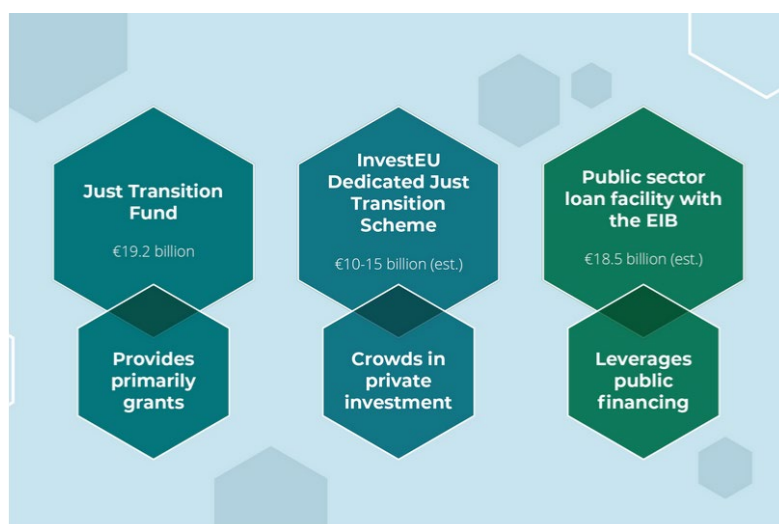 Just Transition
Fund
€19.2 billion
Provides
primarily
grants
InvestEU
Dedicated Just
Transition
Scheme
€10-15 billion (est.)
Crowds in
private
investment
Public sector
loan facility with
the EIB
€18.5 billion (est.)
Leverages
public
financing